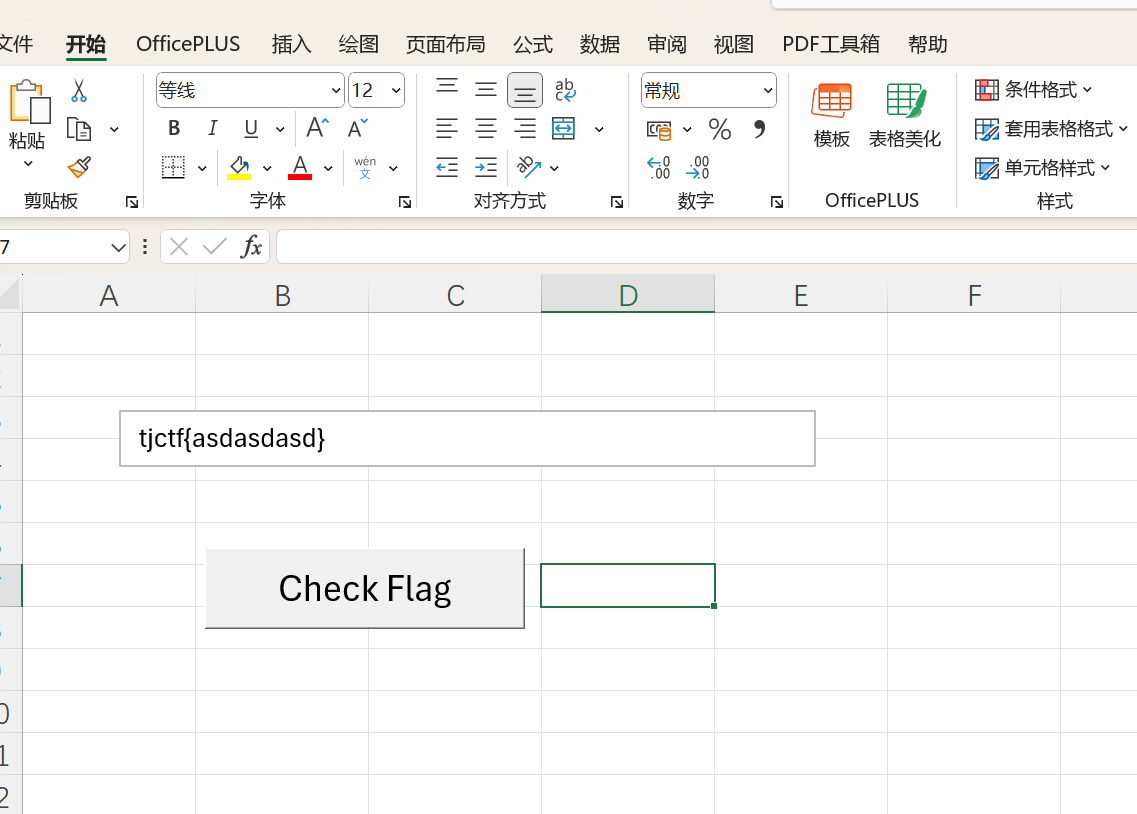 文件 开始 OfficePLUS 插入 绘图 页面布局 公式 数据 审阅 视图 PDF工具箱 帮助
等线 12 ab 常规 条件格式
粘贴 B I U A A % 模板 表格美化 套用表格格式
A wén 文 .00 .00 单元格样式
剪贴板 字体 对齐方式 数字 OfficePLUS 样式
7 fx
A B C D E F
tjctf{asdasdasd}
Check Flag